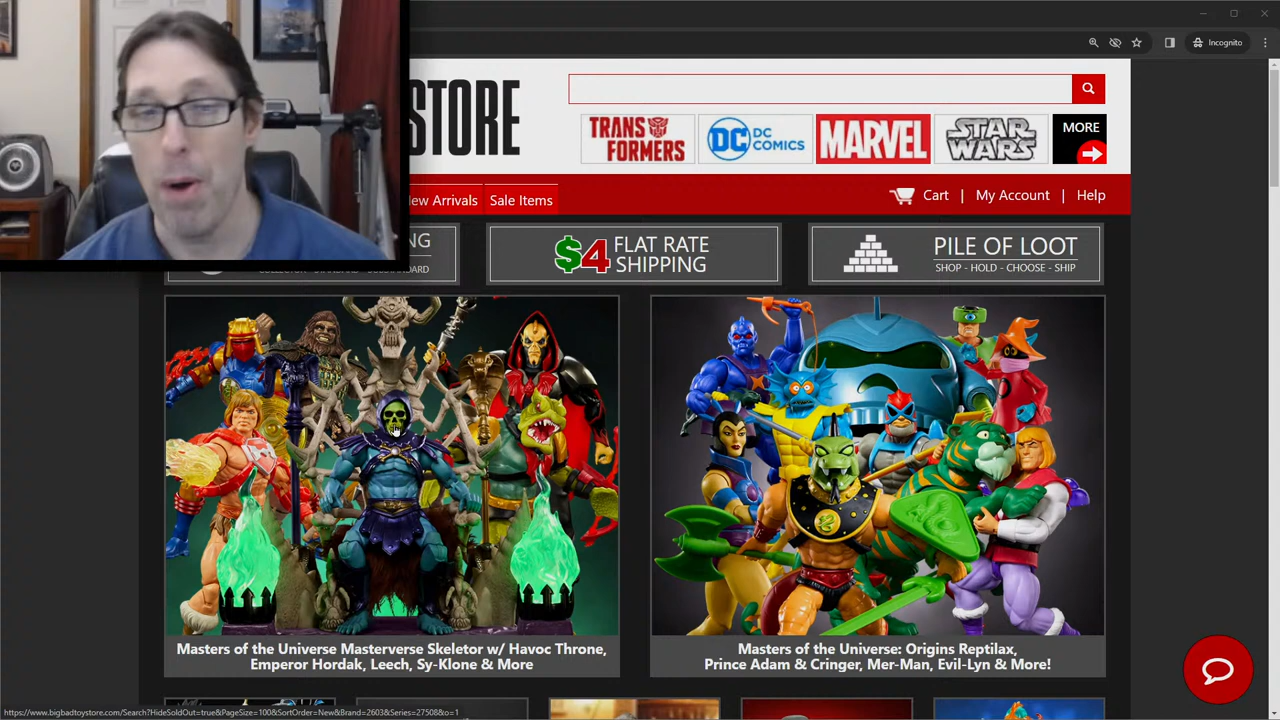 Incognito
STORE
TRANS
FORMERS
DC
DC
COMICS
MARVEL
STAR
WARS
MORE
New Arrivals
Sale Items
Cart | My Account | Help
$4 FLAT RATE
SHIPPING
PILE OF LOOT
SHOP - HOLD - CHOOSE - SHIP
Masters of the Universe Masterverse Skeletor w/ Havoc Throne,
Emperor Hordak, Leech, Sy-Klone & More
Masters of the Universe: Origins Reptilax,
Prince Adam & Cringer, Mer-Man, Evil-Lyn & More!
https://www.bigbadtoystore.com/Search?HideSoldOut=true&PageSize=100&SortOrder=New&Brand=2603&Series=27508&o=1